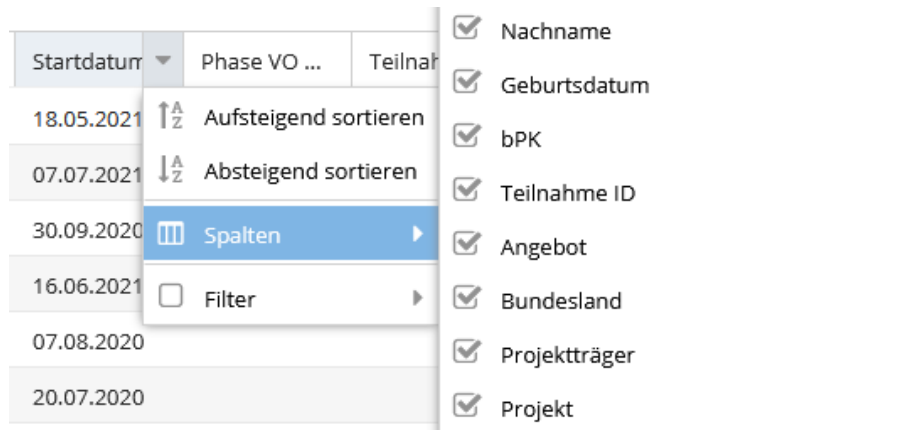 Startdatum
Phase VO ...
18.05.2021
07.07.2021
30.09.2020
16.06.2021
07.08.2020
20.07.2020
Aufsteigend sortieren
Absteigend sortieren
Spalten
Filter
Nachname
Geburtsdatum
bPK
Teilnahme ID
Angebot
Bundesland
Projektträger
Projekt